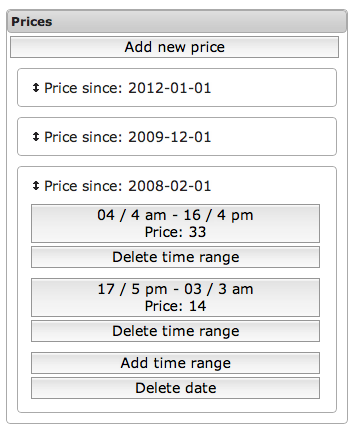 Prices
Add new price
Price since: 2012-01-01
Price since: 2009-12-01
Price since: 2008-02-01
04 / 4 am - 16 / 4 pm
Price: 33
Delete time range
17 / 5 pm - 03 / 3 am
Price: 14
Delete time range
Add time range
Delete date